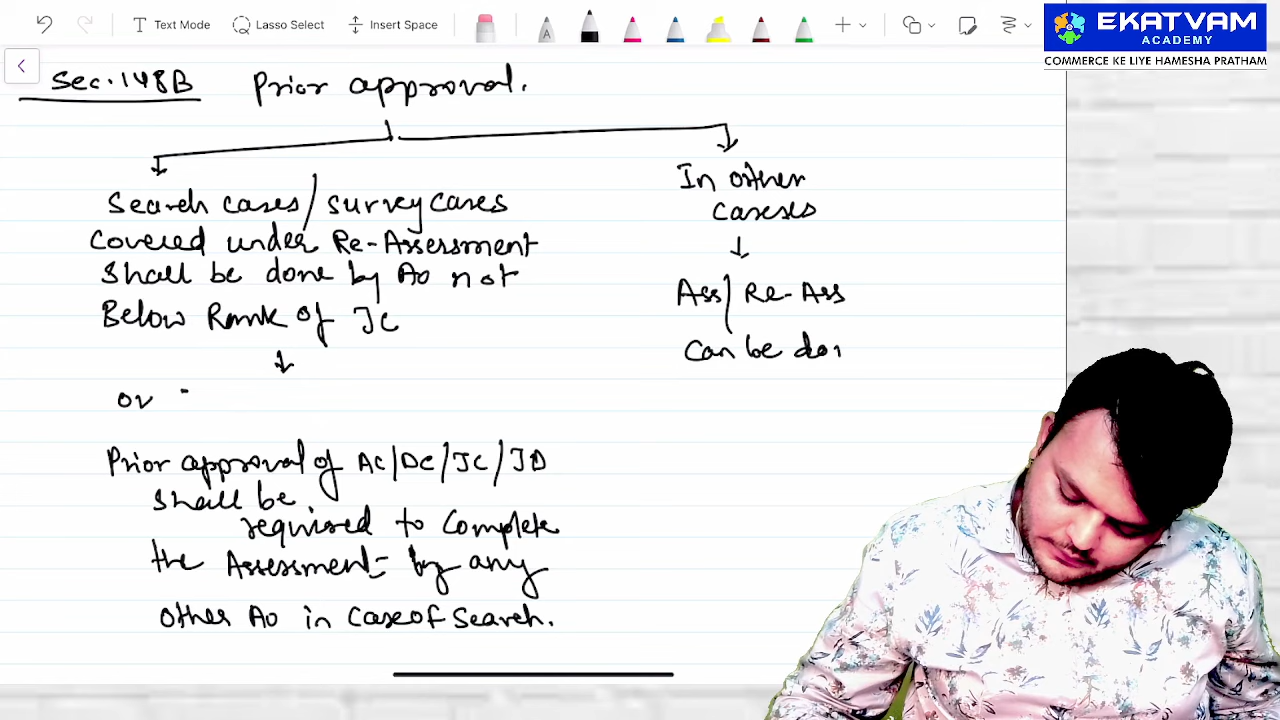 Text Mode Lasso Select Insert Space
EKATVAM
ACADEMY
COMMERCE KE LIYE HAMESHA PRATHAM
Sec.148B Prior approval.
Search cases/survey cases
Covered under Re-Assessment
Shall be done by Ao not
Below Rank of JC
or
Prior approval of AC/DC/JC/JD
Shall be
required to Complete
the Assessment by any
other Ao in Case of Search.
In other
caseses
Ass/Re-Ass
Can be don